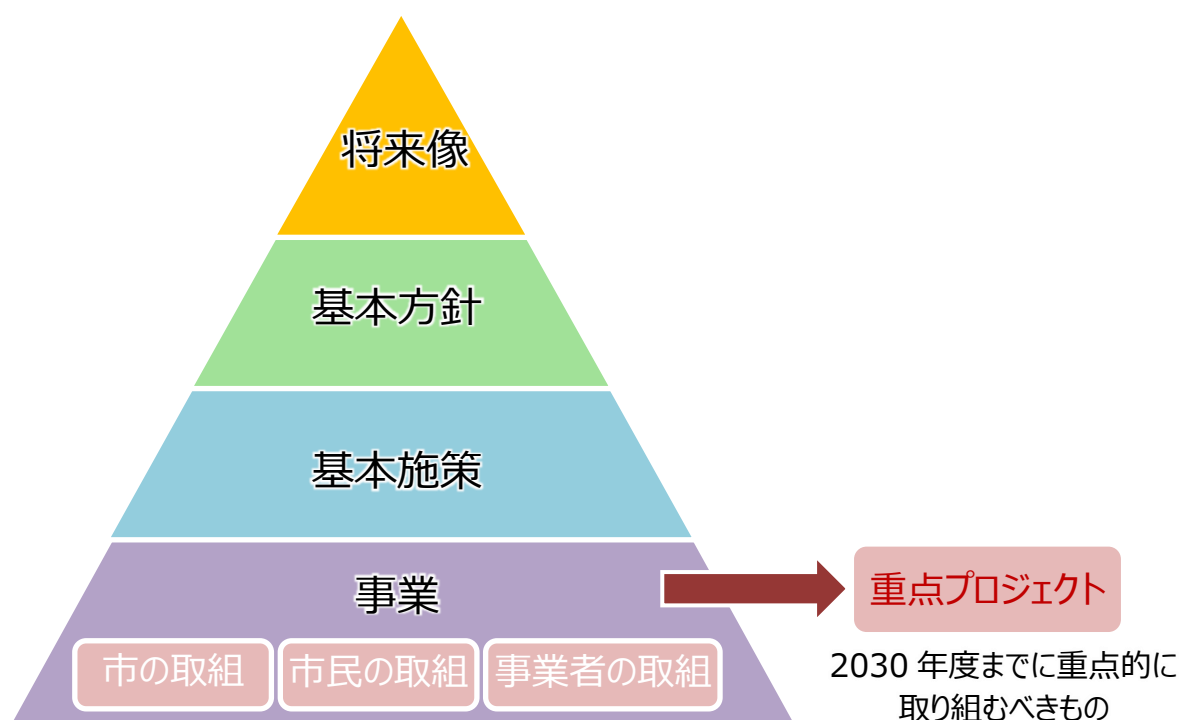 将来像
基本方針
基本施策
事業
市の取組
市民の取組
事業者の取組
重点プロジェクト
2030 年度までに重点的に
取り組むべきもの